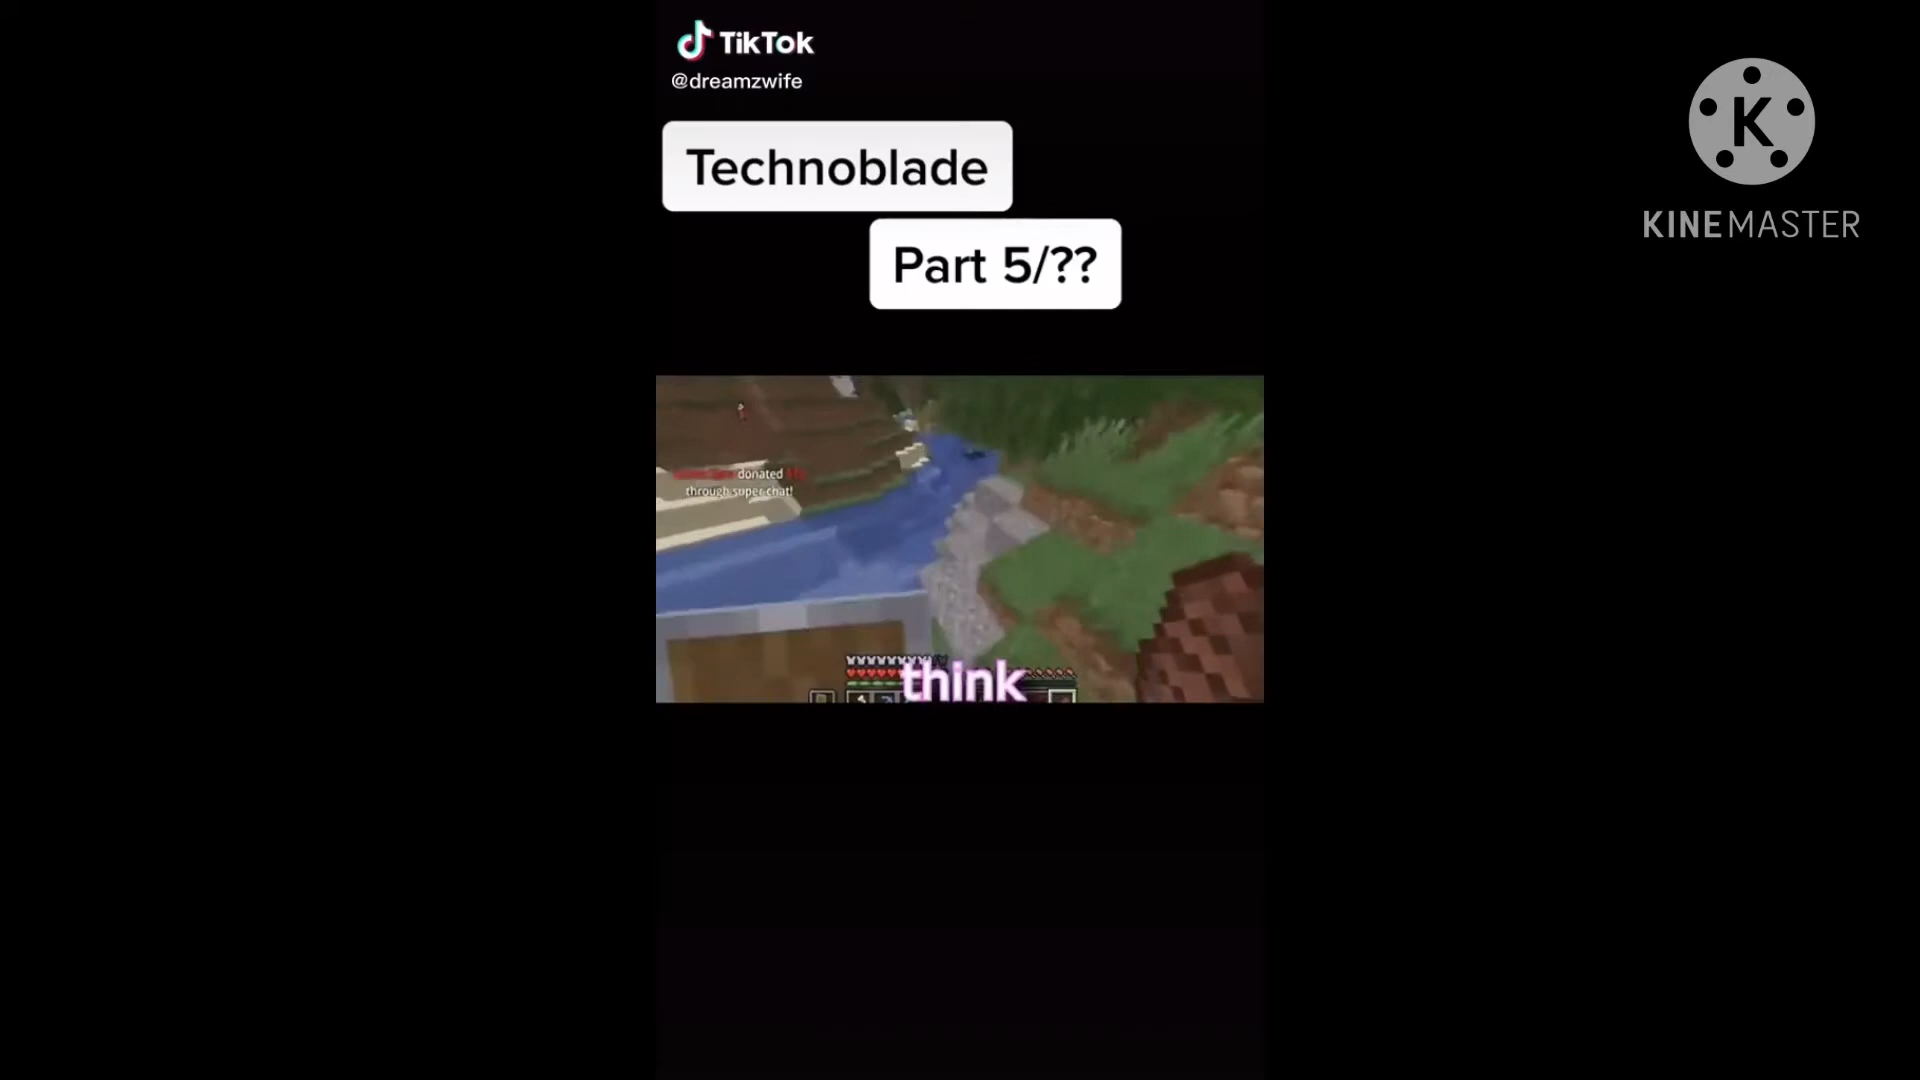 TikTok
@dreamzwife
Technoblade
Part 5/??
K
KINEMASTER
donated
through super chat!
think